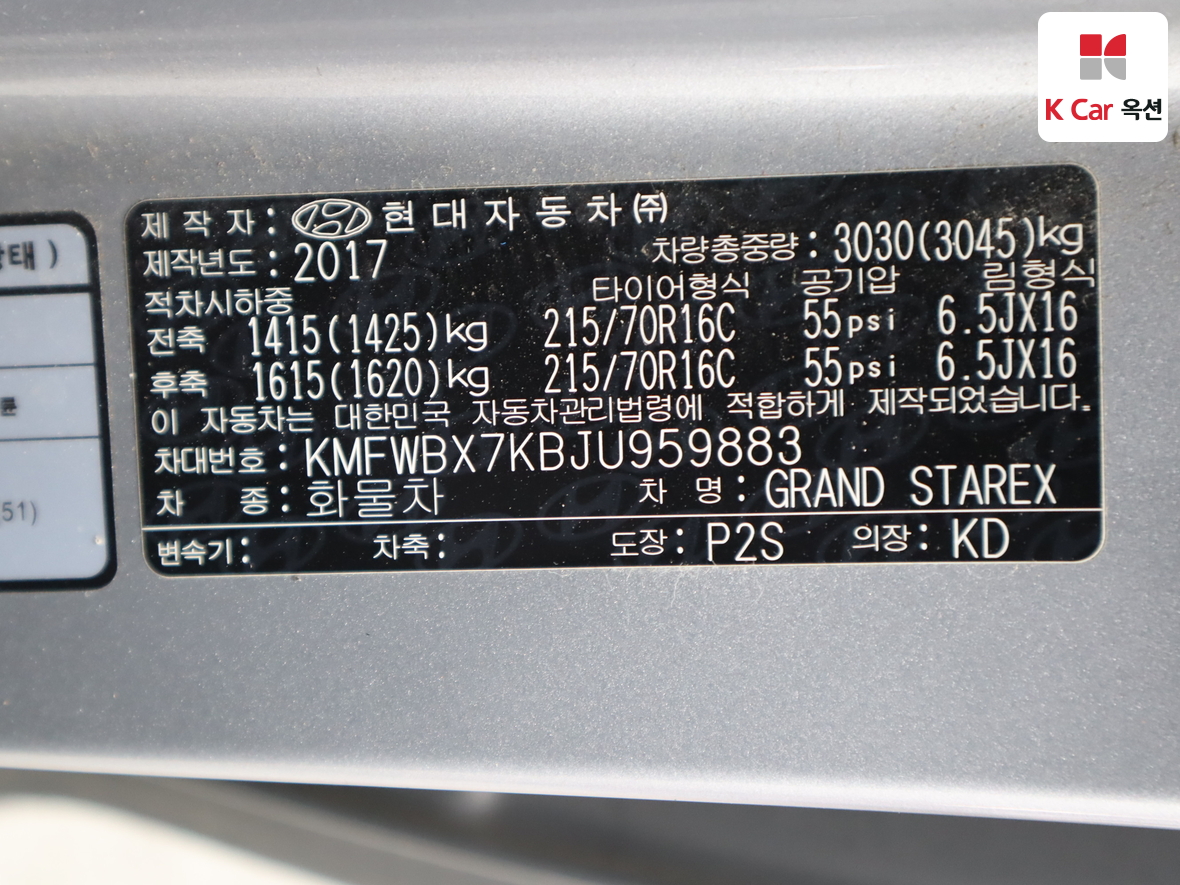 K Car 옥션
제 작 자 : 현 대 자 동 차 ㈜
제작년도 : 2017
차량총중량 : 3030(3045)kg
적차시하중 타이어형식 공기압 림형식
전축 1415(1425)kg 215/70R16C 55psi 6.5JX16
후축 1615(1620)kg 215/70R16C 55psi 6.5JX16
이 자동차는 대한민국 자동차관리법령에 적합하게 제작되었습니다.
차대번호 : KMFWBX7KBJU959883
차 종 : 화물차 차 명 : GRAND STAREX
변속기 : 차축 : 도장 : P2S 의장 : KD
태 )
51)